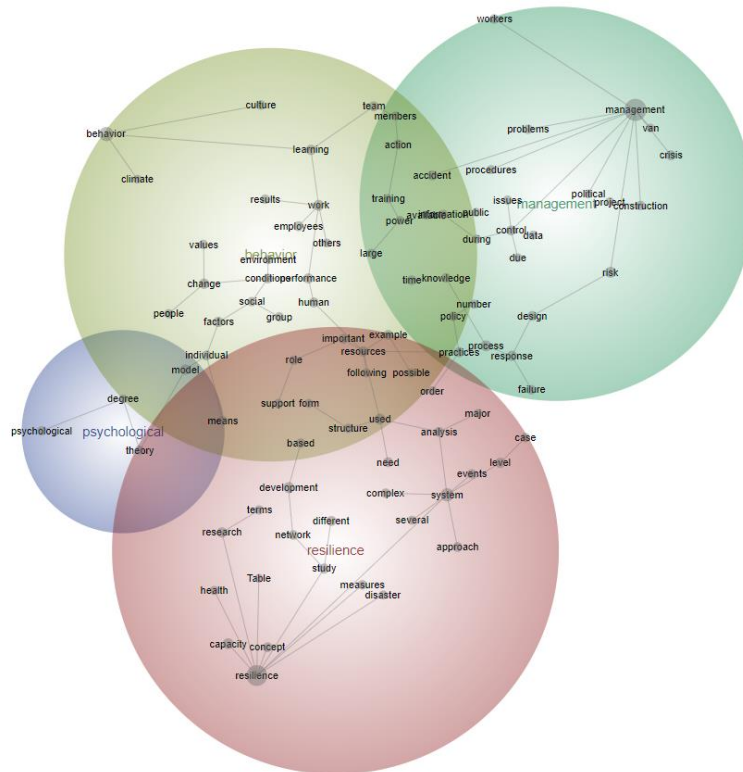 workers
culture
team
management
members
behavior
problems
van
learning
action
crisis
accident
procedures
climate
training
political
results
work
issues
project
construction
management
information
public
available
power
employees
control
during
data
others
values
behavior
large
due
environment
risk
conditions
performance
time
knowledge
change
social
human
number
people
group
policy
design
factors
important
example
process
resources
practices
individual
response
role
model
following
possible
failure
order
degree
support
form
major
means
used
psychological
psychological
structure
analysis
case
based
theory
need
level
events
development
complex
system
terms
different
several
research
network
resilience
approach
study
Table
measures
health
disaster
capacity
concept
resilience